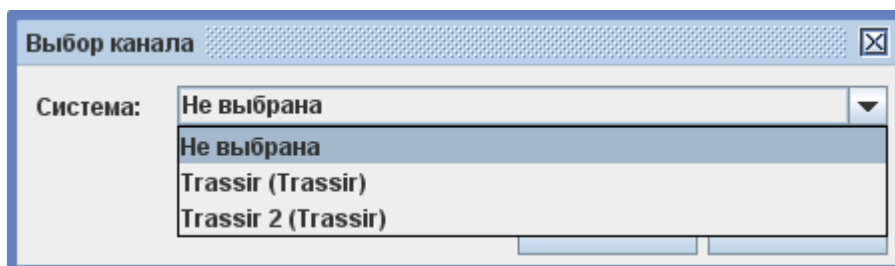 Выбор канала
Система: Не выбрана
Не выбрана
Trassir (Trassir)
Trassir 2 (Trassir)